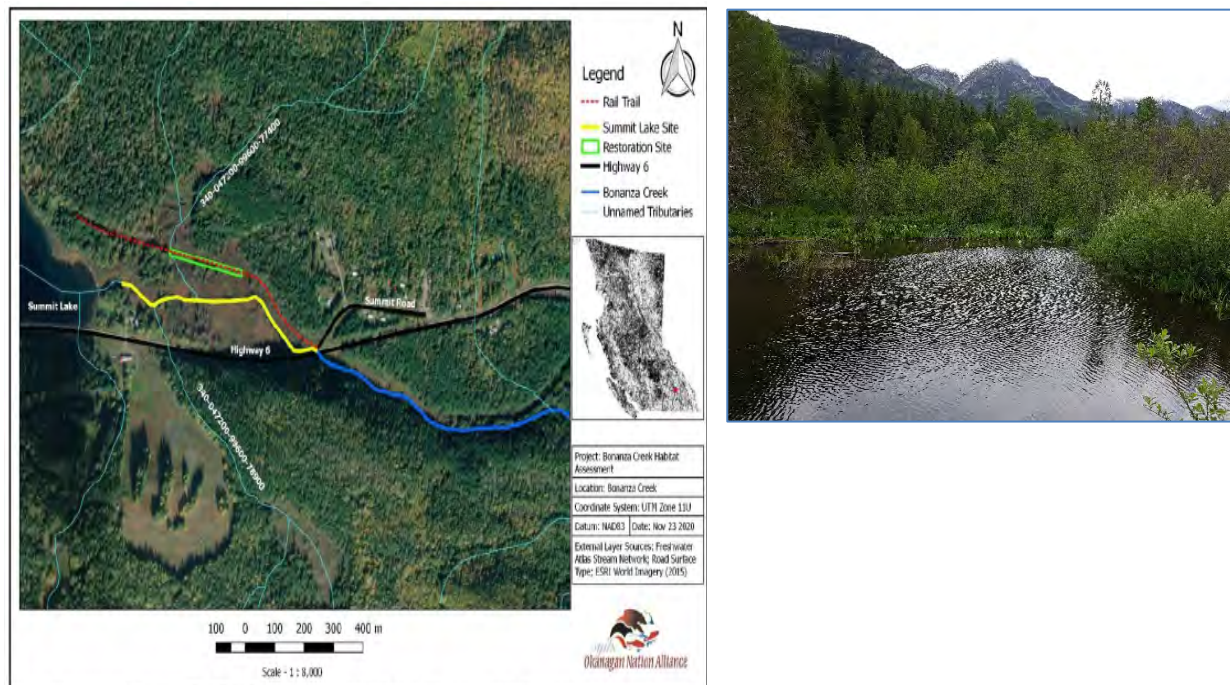 N
Legend
Rail Trail
Summit Lake Site
Restoration Site
Highway 6
Bonanza Creek
Unnamed Tributaries
Summit Lake
Summit Road
Highway 6
Project: Bonanza Creek Habitat
Assessment
Location: Bonanza Creek
Coordinate System: UTM Zone 11U
Datum: NAD83 Date: Nov 23 2020
External Layer Sources: Freshwater
Atlas Stream Network; Road Surface
Type; ESRI World Imagery (2015)
100 0 100 200 300 400 m
Scale - 1 : 8,000
Okanagan Nation Alliance